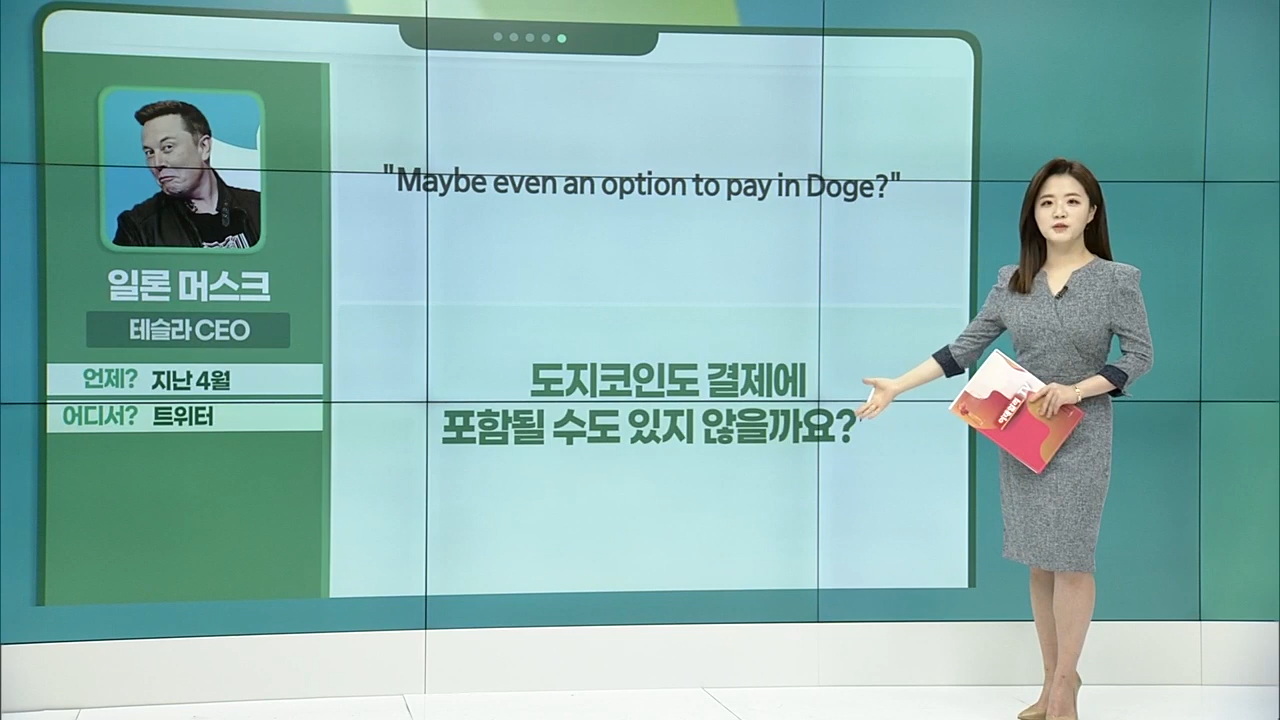 "Maybe even an option to pay in Doge?"
일론 머스크
테슬라 CEO
언제? 지난 4월
어디서? 트위터
도지코인도 결제에
포함될 수도 있지 않을까요?